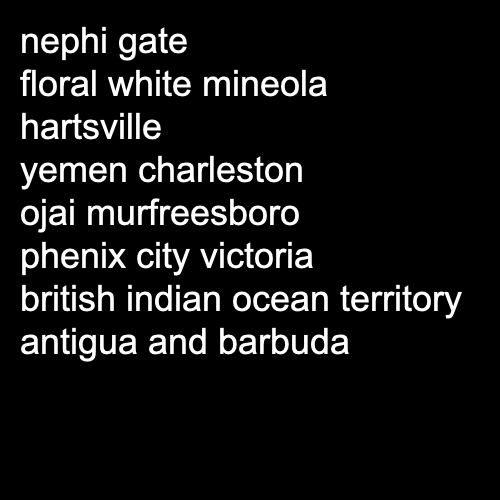 nephi gate
floral white mineola
hartsville
yemen charleston
ojai murfreesboro
phenix city victoria
british indian ocean territory
antigua and barbuda